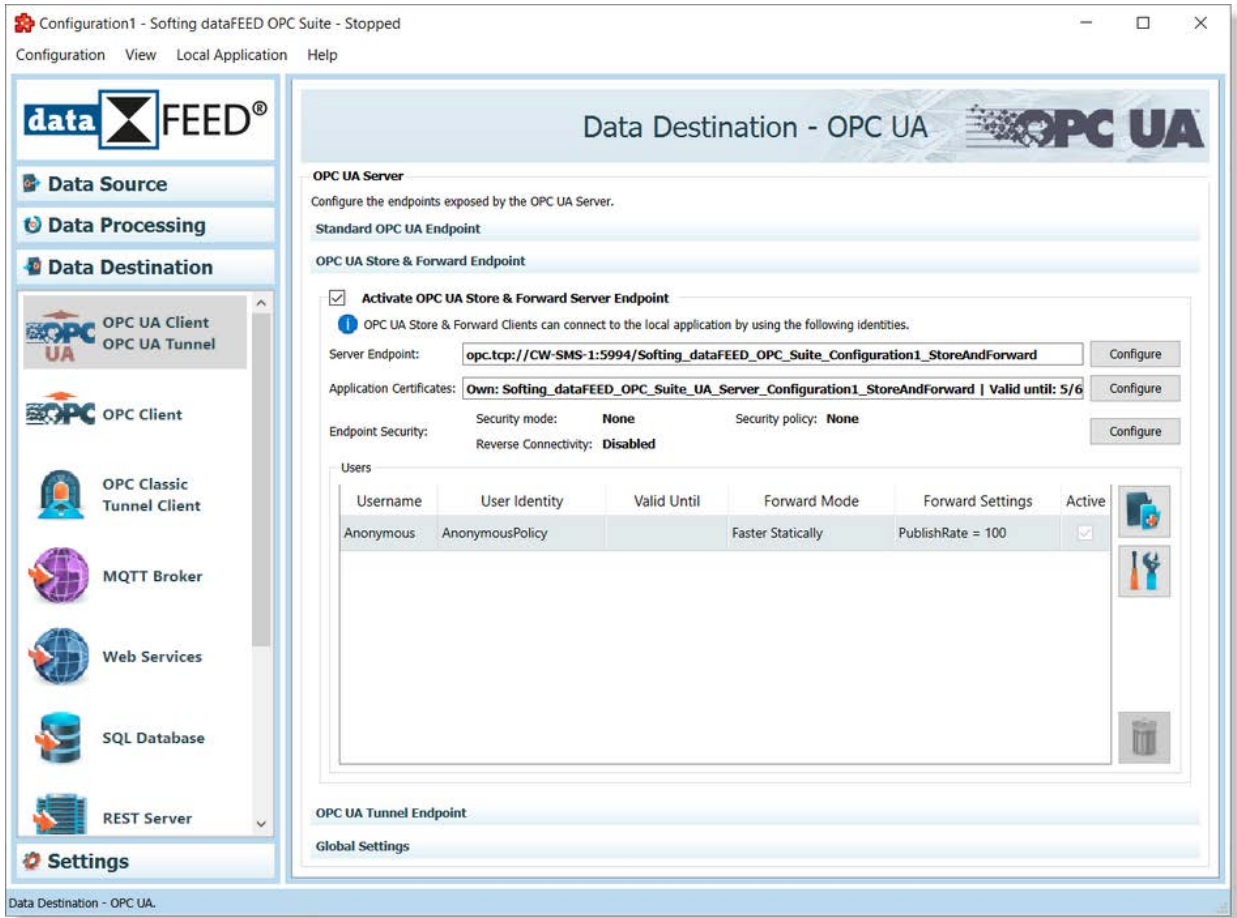 Configuration1 - Softing dataFEED OPC Suite - Stopped
Configuration View Local Application Help
data FEED®
Data Source
Data Processing
Data Destination
OPC UA
OPC UA Client
OPC UA Tunnel
OPC
OPC Client
OPC Classic
Tunnel Client
MQTT Broker
Web Services
SQL Database
REST Server
Settings
Data Destination - OPC UA
OPC UA
OPC UA Server
Configure the endpoints exposed by the OPC UA Server.
Standard OPC UA Endpoint
OPC UA Store & Forward Endpoint
Activate OPC UA Store & Forward Server Endpoint
i OPC UA Store & Forward Clients can connect to the local application by using the following identities.
Server Endpoint: opc.tcp://CW-SMS-1:5994/Softing_dataFEED_OPC_Suite_Configuration1_StoreAndForward Configure
Application Certificates: Own: Softing_dataFEED_OPC_Suite_UA_Server_Configuration1_StoreAndForward | Valid until: 5/6 Configure
Endpoint Security: Security mode: None Security policy: None Configure
Reverse Connectivity: Disabled
Users
Username User Identity Valid Until Forward Mode Forward Settings Active
Anonymous AnonymousPolicy Faster Statically PublishRate = 100
OPC UA Tunnel Endpoint
Global Settings
Data Destination - OPC UA.